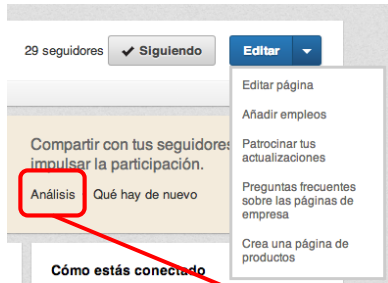 29 seguidores ✔ Siguiendo Editar
Editar página
Añadir empleos
Patrocinar tus
actualizaciones
Preguntas frecuentes
sobre las páginas de
empresa
Crea una página de
productos
Compartir con tus seguidores
impulsar la participación.
Análisis Qué hay de nuevo
Cómo estás conectado